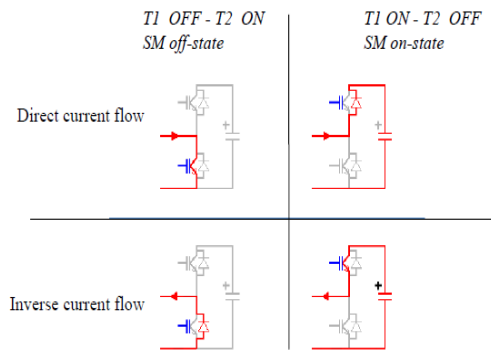 T1 OFF - T2 ON
SM off-state
T1 ON - T2 OFF
SM on-state
Direct current flow
+
+
Inverse current flow
+
+